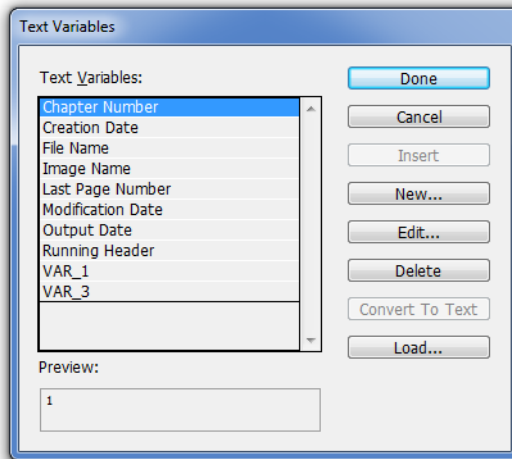 Text Variables
Text Variables:
Chapter Number
Creation Date
File Name
Image Name
Last Page Number
Modification Date
Output Date
Running Header
VAR_1
VAR_3
Preview:
1
Done
Cancel
Insert
New...
Edit...
Delete
Convert To Text
Load...